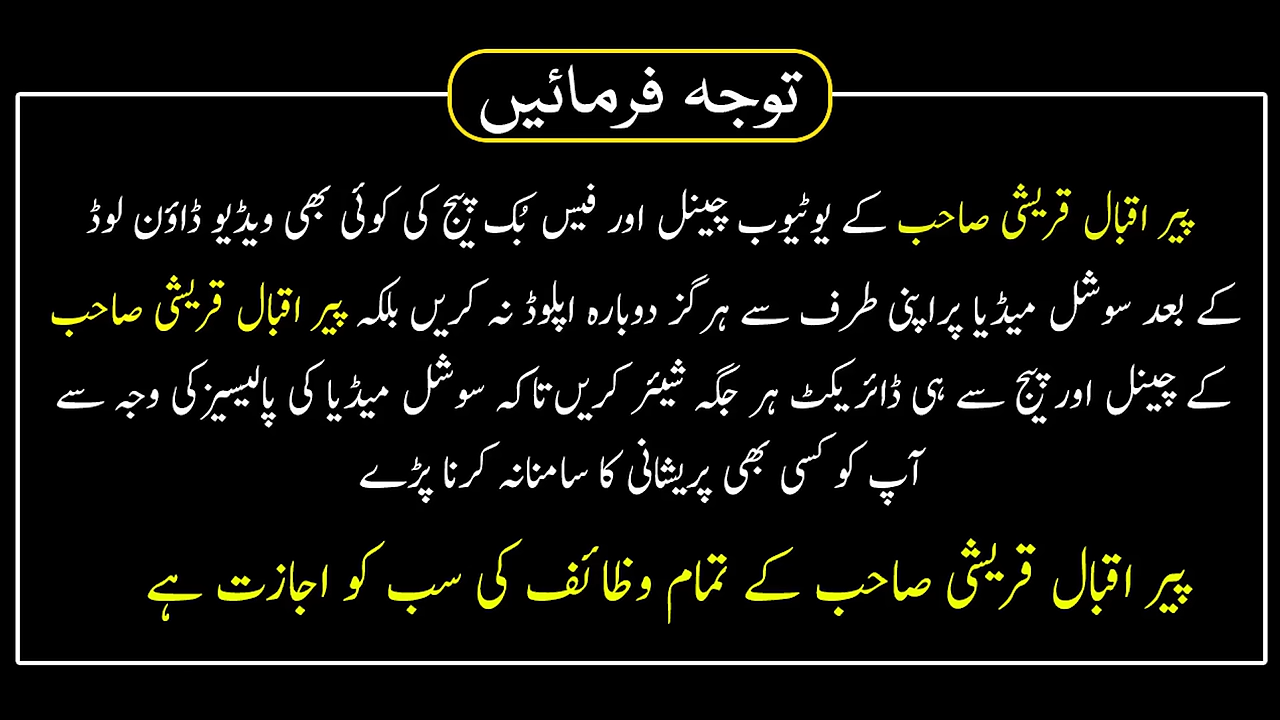 توجہ فرمائیں
پیر اقبال قریشی صاحب کے یوٹیوب چینل اور فیس بُک پیج کی کوئی بھی ویڈیو ڈاؤن لوڈ
کے بعد سوشل میڈیا پراپنی طرف سے ہرگز دوبارہ اپلوڈ نہ کریں بلکہ پیر اقبال قریشی صاحب
کے چینل اور پیج سے ہی ڈائریکٹ ہر جگہ شیئر کریں تاکہ سوشل میڈیا کی پالیسیز کی وجہ سے
آپ کو کسی بھی پریشانی کا سامنا نہ کرنا پڑے
پیر اقبال قریشی صاحب کے تمام وظائف کی سب کو اجازت ہے